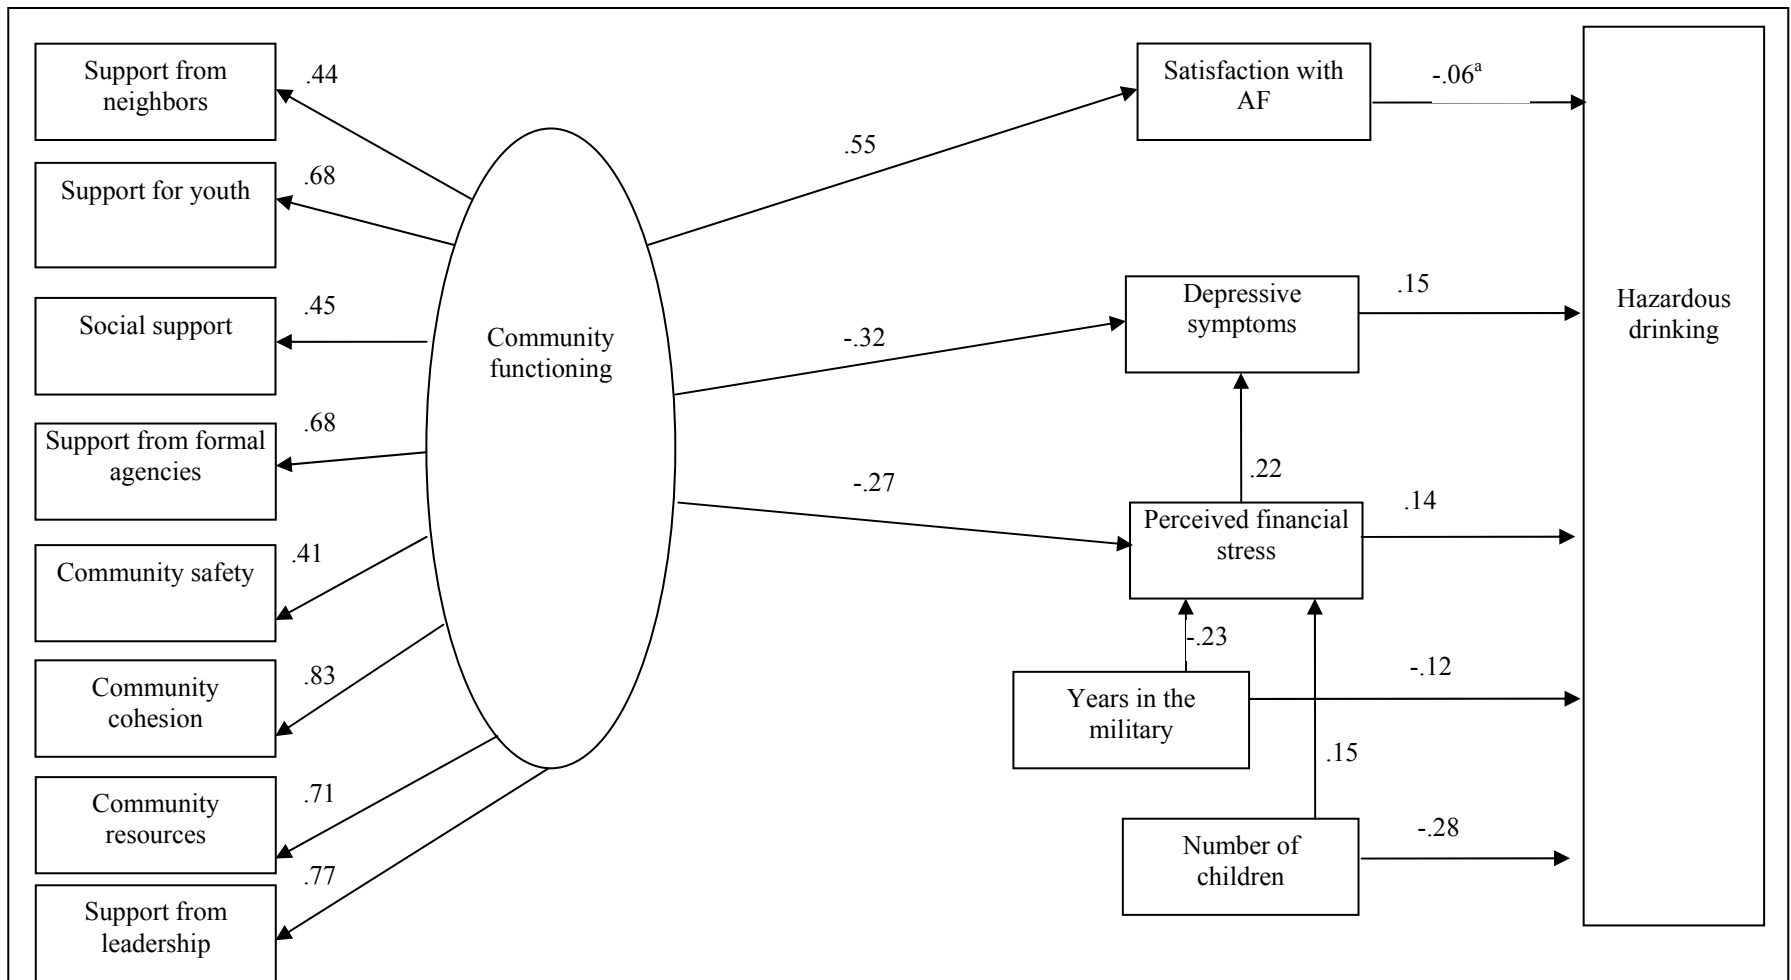 Support from
neighbors
.44
Support for youth
.68
Social support
.45
Support from formal
agencies
.68
Community safety
.41
Community
cohesion
.83
Community
resources
.71
Support from
leadership
.77
Community
functioning
.55
-.32
-.27
Satisfaction with
AF
-.06ᵃ
Depressive
symptoms
.15
.22
Perceived financial
stress
.14
-.23
Years in the
military
-.12
.15
Number of
children
-.28
Hazardous
drinking